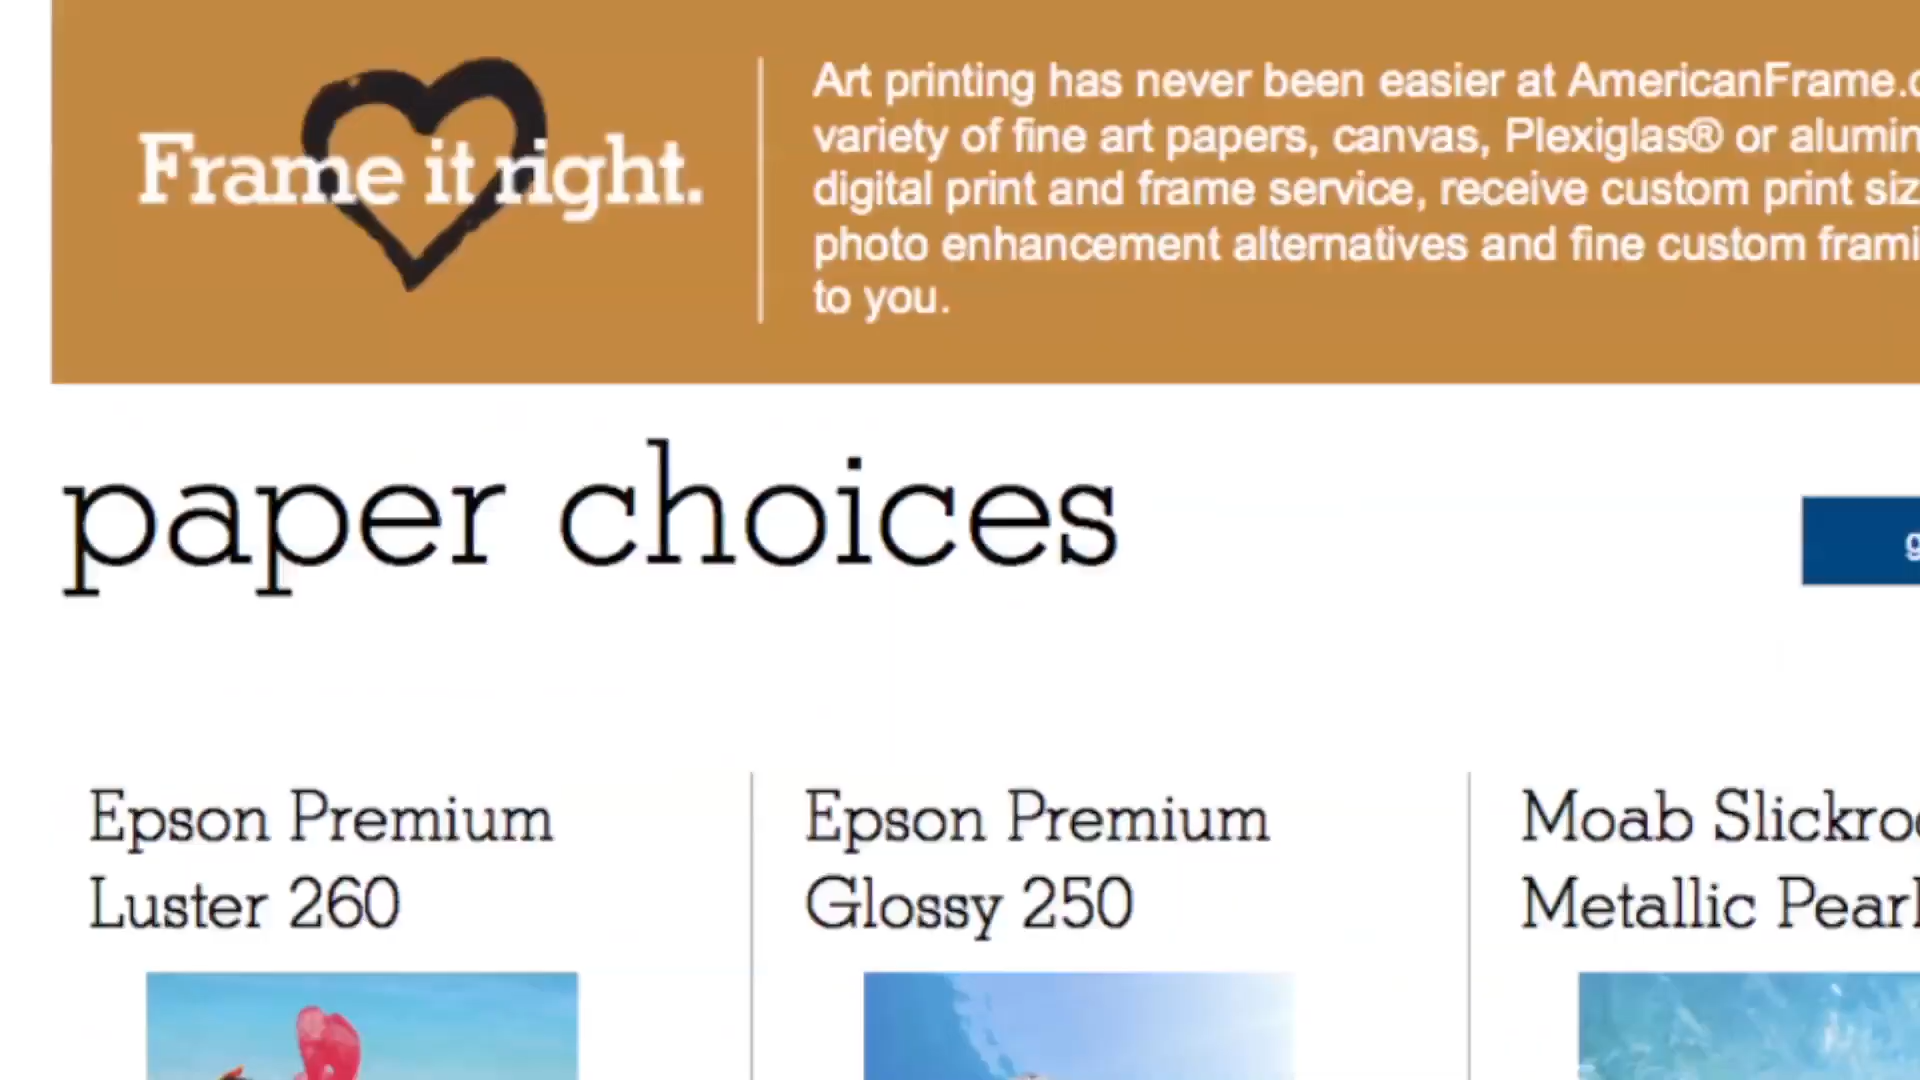 Frame it right.
Art printing has never been easier at AmericanFrame.
variety of fine art papers, canvas, Plexiglas® or
digital print and frame service, receive custom print
photo enhancement alternatives and fine custom
to you.
paper choices
Epson Premium
Luster 260
Epson Premium
Glossy 250
Moab
Metallic